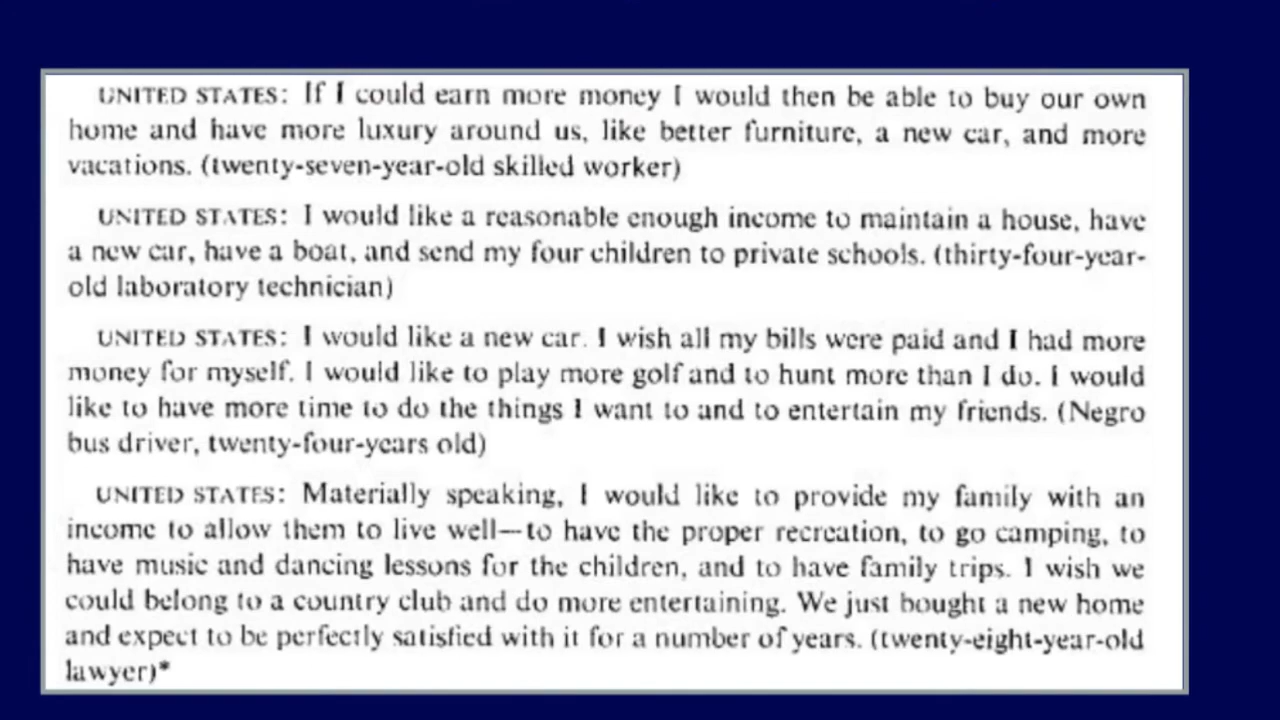 UNITED STATES: If I could earn more money I would then be able to buy our own
home and have more luxury around us, like better furniture, a new car, and more
vacations. (twenty-seven-year-old skilled worker)
UNITED STATES: I would like a reasonable enough income to maintain a house, have
a new car, have a boat, and send my four children to private schools. (thirty-four-year-
old laboratory technician)
UNITED STATES: I would like a new car. I wish all my bills were paid and I had more
money for myself. I would like to play more golf and to hunt more than I do. I would
like to have more time to do the things I want to and to entertain my friends. (Negro
bus driver, twenty-four-years old)
UNITED STATES: Materially speaking, I would like to provide my family with an
income to allow them to live well—to have the proper recreation, to go camping, to
have music and dancing lessons for the children, and to have family trips. I wish we
could belong to a country club and do more entertaining. We just bought a new home
and expect to be perfectly satisfied with it for a number of years. (twenty-eight-year-old
lawyer)*